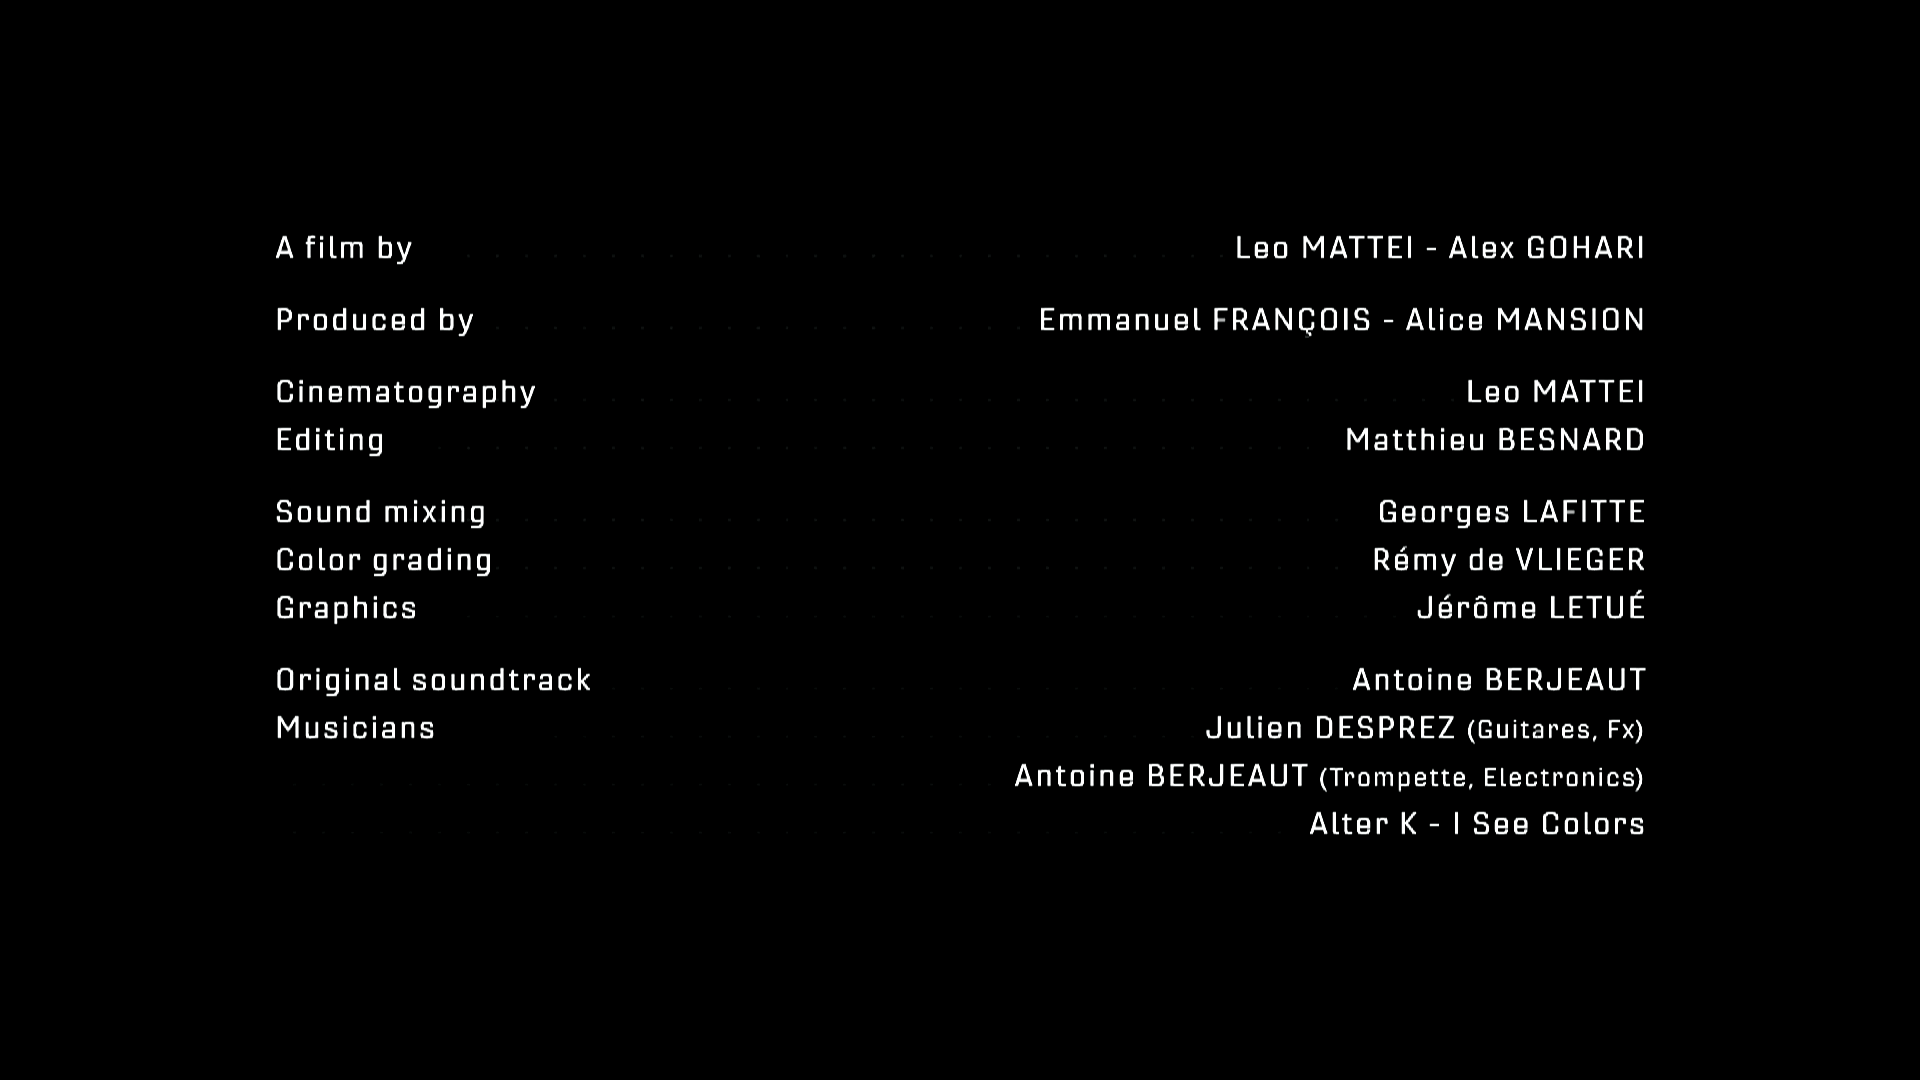 A film by Leo MATTEI - Alex GOHARI
Produced by Emmanuel FRANÇOIS - Alice MANSION
Cinematography Leo MATTEI
Editing Matthieu BESNARD
Sound mixing Georges LAFITTE
Color grading Rémy de VLIEGER
Graphics Jérôme LETUÉ
Original soundtrack Antoine BERJEAUT
Musicians Julien DESPREZ (Guitares, Fx)
Antoine BERJEAUT (Trompette, Electronics)
Alter K - I See Colors